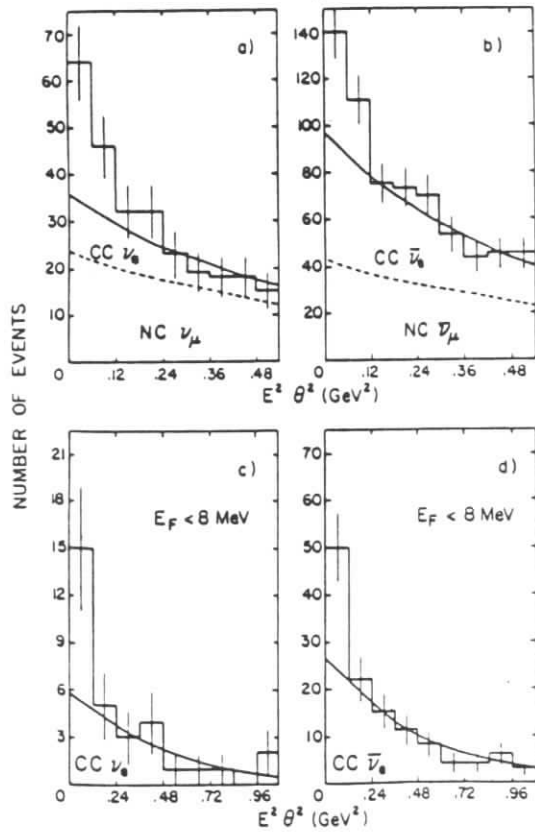 NUMBER OF EVENTS
a)
70
60
50
40
30
20
10
CC νₑ
NC νμ
0 .12 .24 .36 .48
E² θ² (GeV²)
b)
140
120
100
80
60
40
20
CC ν̄ₑ
NC ν̄μ
0 .12 .24 .36 .48
c)
21
18
15
12
9
6
3
E_F < 8 MeV
CC νₑ
0 .24 .48 .72 .96
E² θ² (GeV²)
d)
70
60
50
40
30
20
10
E_F < 8 MeV
CC ν̄ₑ
0 .24 .48 .72 .96